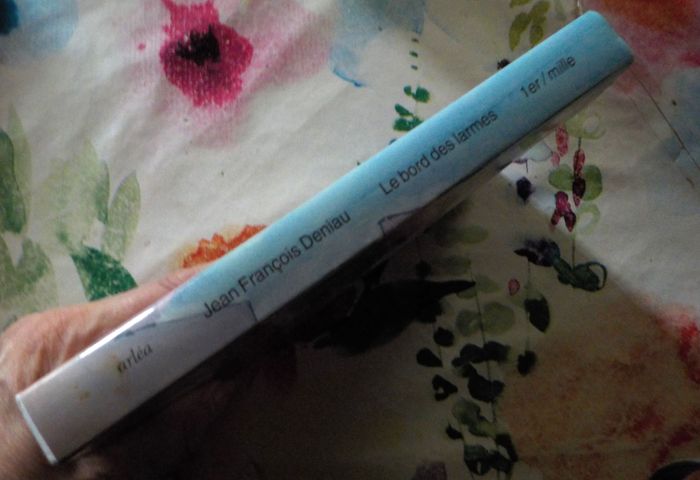 arléa
Jean François Deniau
Le bord des larmes
1er/mille